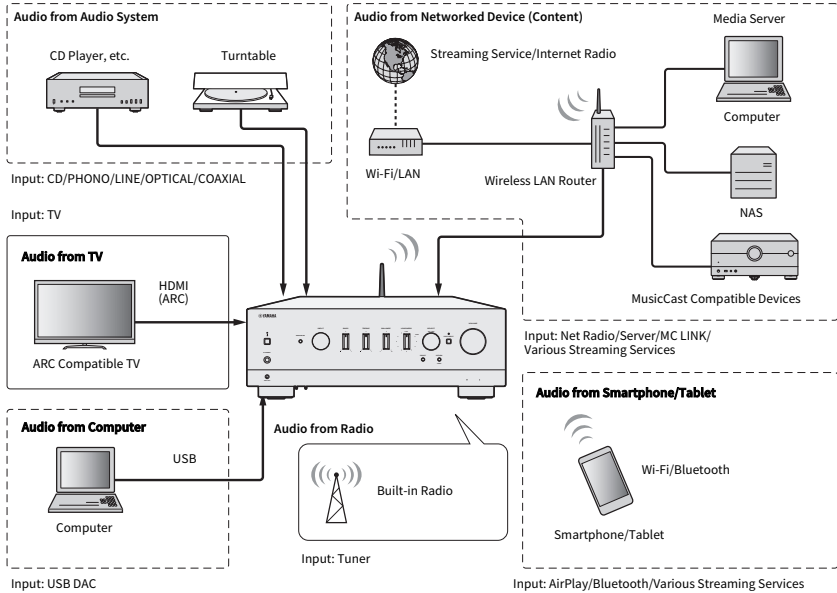 Audio from Audio System
CD Player, etc.
Turntable
Input: CD/PHONO/LINE/OPTICAL/COAXIAL
Audio from Networked Device (Content)
Streaming Service/Internet Radio
Wi-Fi/LAN
Wireless LAN Router
Media Server
Computer
NAS
MusicCast Compatible Devices
Input: Net Radio/Server/MC LINK/
Various Streaming Services
Input: TV
Audio from TV
HDMI
(ARC)
ARC Compatible TV
YAMAHA
Audio from Computer
USB
Computer
Input: USB DAC
Audio from Radio
Built-in Radio
Input: Tuner
Audio from Smartphone/Tablet
Wi-Fi/Bluetooth
Smartphone/Tablet
Input: AirPlay/Bluetooth/Various Streaming Services